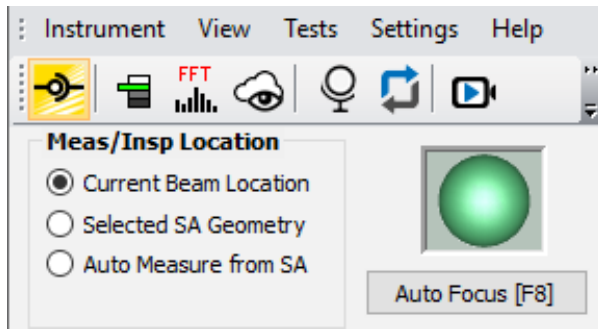 Instrument View Tests Settings Help
FFT
Meas/Insp Location
Current Beam Location
Selected SA Geometry
Auto Measure from SA
Auto Focus [F8]